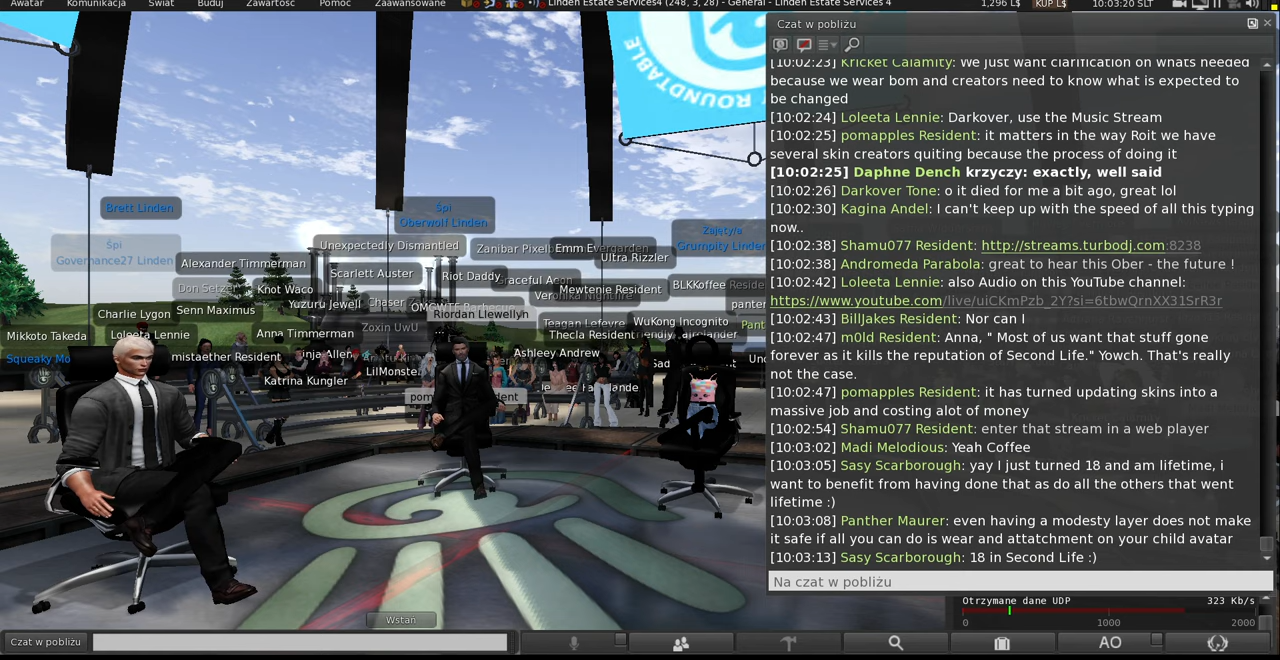 Awatar Komunikacja Świat Buduj Zawartość Pomoc Zaawansowane Linden Estate Services4 (248, 3, 28) - General - Linden Estate Services 4 1,296 L$ KUP L$ 10:03:20 SLT
ROUNDTABLE
Brett Linden
Śpi
Oberwolf Linden
Śpi
Governance27 Linden
Unexpectedly Dismantled
Zanibar Pixel
Emm Evergarden
Ultra Rizzler
Zajęty/a
Grumpity Linden
Alexander Timmerman
Scarlett Auster
Riot Daddy
Graceful Aeon
Don Setzer
Knot Waco
Mewtenie Resident
BLKKoffee Reside
Yuzuru Jewell
Chaser
Veronika Nightfire
Charlie Lygon
Senn Maximus
Riordan Llewellyn
panter
Zoxin UwU
Teagan Lefevre
WuKong Incognito
Pant
Mikkoto Takeda
Loleeta Lennie
Anna Timmerman
Thecla Resident
Squeaky Mo
mistaether Resident
inja Allen
Ashleey Andrew
Sad
Katrina Kungler
LilMonste
pom
dent
Wstań
Czat w pobliżu
[10:02:23] Kricket Calamity: we just want clarification on whats needed
because we wear bom and creators need to know what is expected to
be changed
[10:02:24] Loleeta Lennie: Darkover, use the Music Stream
[10:02:25] pomapples Resident: it matters in the way Roit we have
several skin creators quiting because the process of doing it
[10:02:25] Daphne Dench krzyczy: exactly, well said
[10:02:26] Darkover Tone: o it died for me a bit ago, great lol
[10:02:30] Kagina Andel: I can't keep up with the speed of all this typing
now..
[10:02:38] Shamu077 Resident: http://streams.turbodj.com:8238
[10:02:38] Andromeda Parabola: great to hear this Ober - the future !
[10:02:42] Loleeta Lennie: also Audio on this YouTube channel:
https://www.youtube.com/live/uiCKmPzb_2Y?si=6tbwQrnXX31SrR3r
[10:02:43] BillJakes Resident: Nor can I
[10:02:47] m0ld Resident: Anna, " Most of us want that stuff gone
forever as it kills the reputation of Second Life." Yowch. That's really
not the case.
[10:02:47] pomapples Resident: it has turned updating skins into a
massive job and costing alot of money
[10:02:54] Shamu077 Resident: enter that stream in a web player
[10:03:02] Madi Melodious: Yeah Coffee
[10:03:05] Sasy Scarborough: yay I just turned 18 and am lifetime, i
want to benefit from having done that as do all the others that went
lifetime :)
[10:03:08] Panther Maurer: even having a modesty layer does not make
it safe if all you can do is wear and attatchment on your child avatar
[10:03:13] Sasy Scarborough: 18 in Second Life :)
Na czat w pobliżu
Otrzymane dane UDP 323 Kb/s
0 1000 2000
Czat w pobliżu
AO